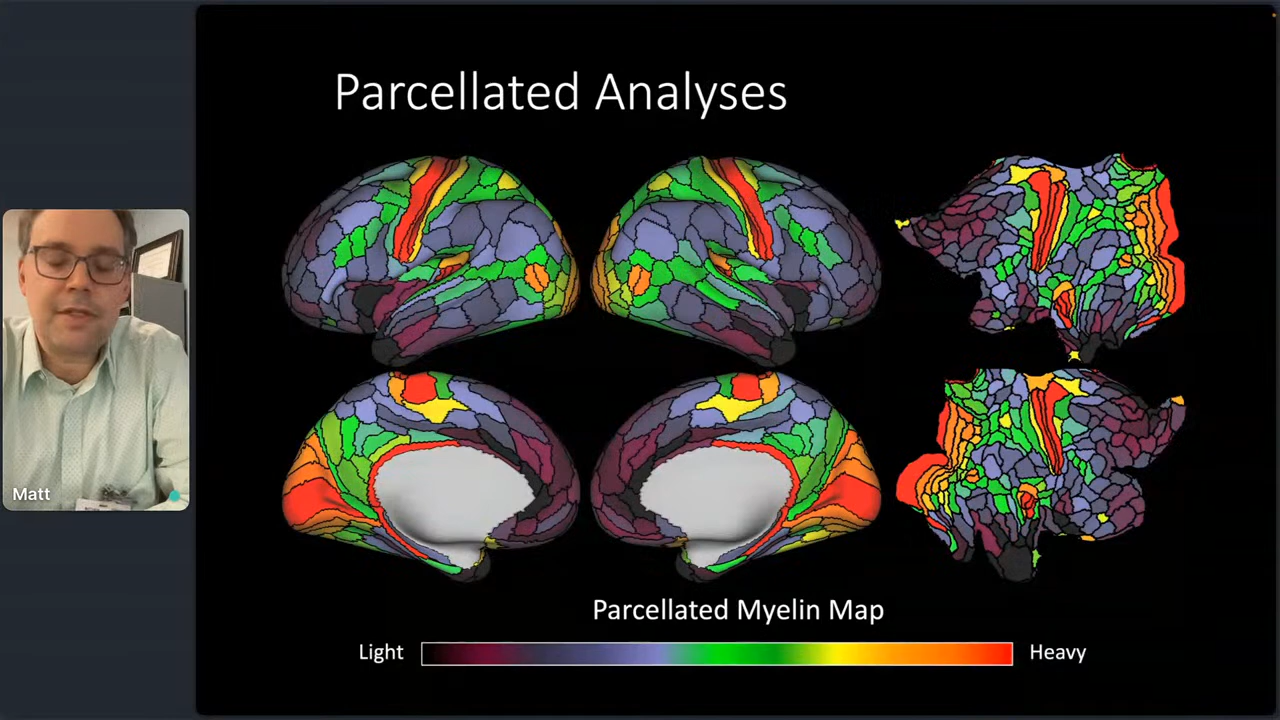 Parcellated Analyses
Matt
Parcellated Myelin Map
Light
Heavy